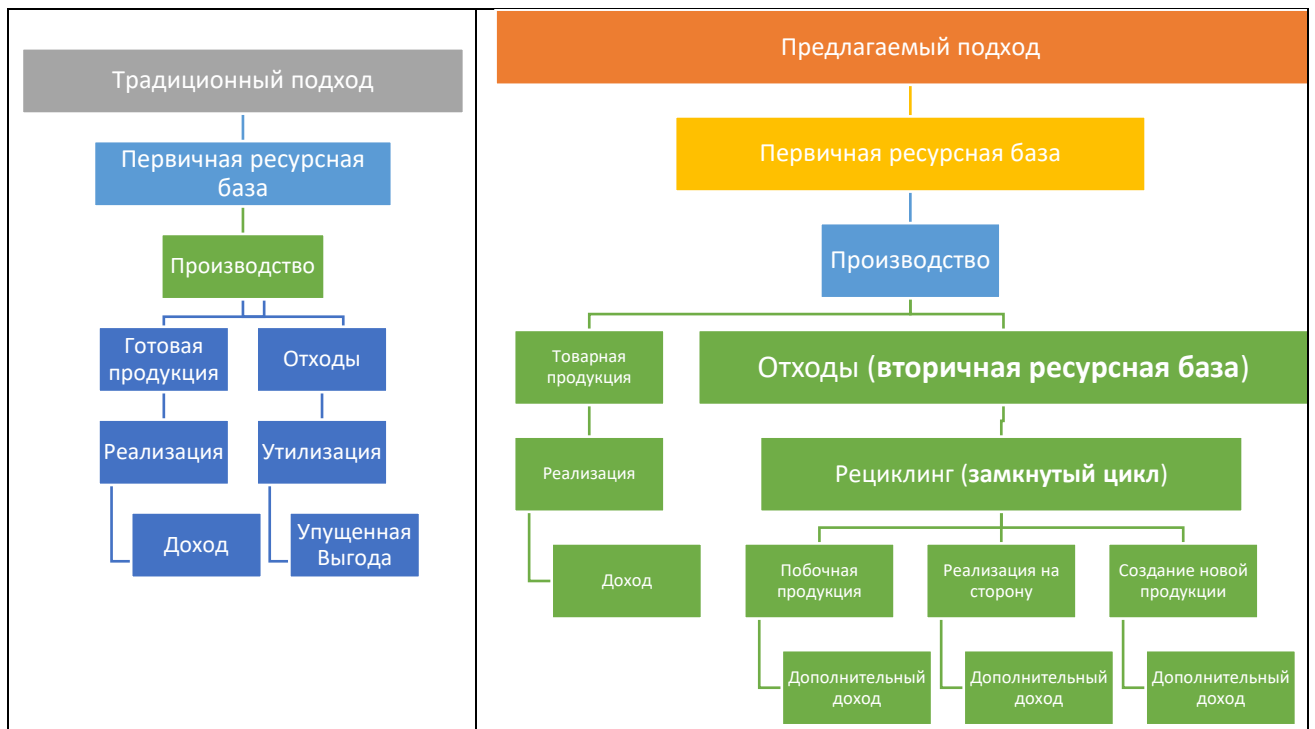 Традиционный подход
Первичная ресурсная
база
Производство
Готовая
продукция
Отходы
Реализация
Утилизация
Доход
Упущенная
Выгода
Предлагаемый подход
Первичная ресурсная база
Производство
Товарная
продукция
Отходы (вторичная ресурсная база)
Реализация
Рециклинг (замкнутый цикл)
Доход
Побочная
продукция
Реализация на
сторону
Создание новой
продукции
Дополнительный
доход
Дополнительный
доход
Дополнительный
доход